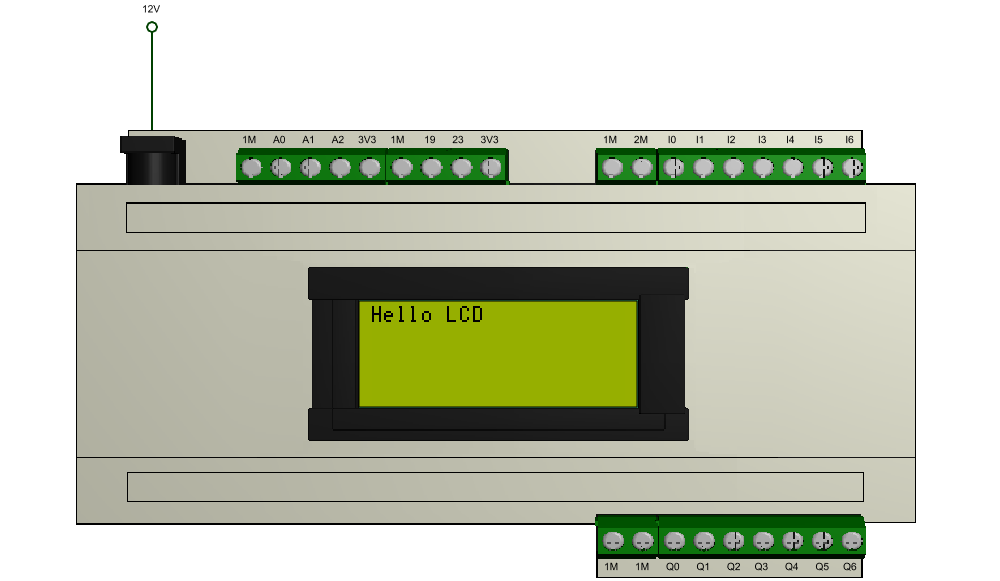 12V
1M A0 A1 A2 3V3 1M 19 23 3V3 1M 2M I0 I1 I2 I3 I4 I5 I6
Hello LCD
1M 1M Q0 Q1 Q2 Q3 Q4 Q5 Q6